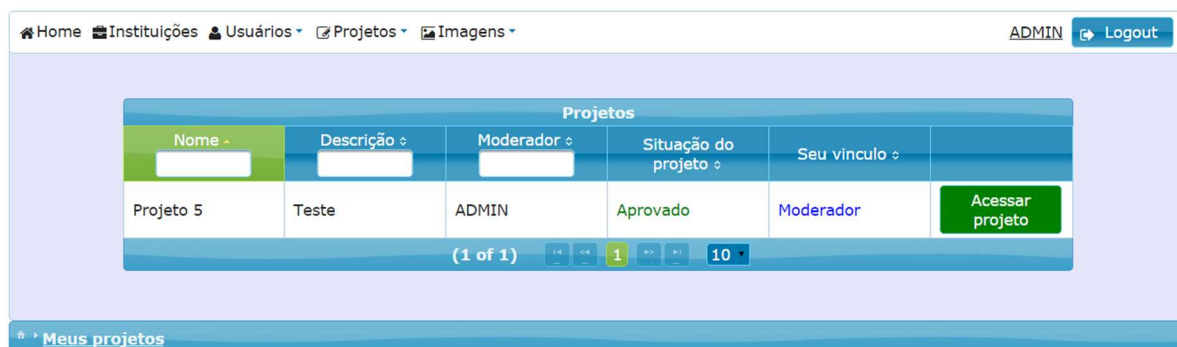 Home Instituições Usuários Projetos Imagens ADMIN Logout
Projetos
Nome Descrição Moderador Situação do projeto Seu vinculo
Projeto 5 Teste ADMIN Aprovado Moderador Acessar projeto
(1 of 1) 1 10
Meus projetos